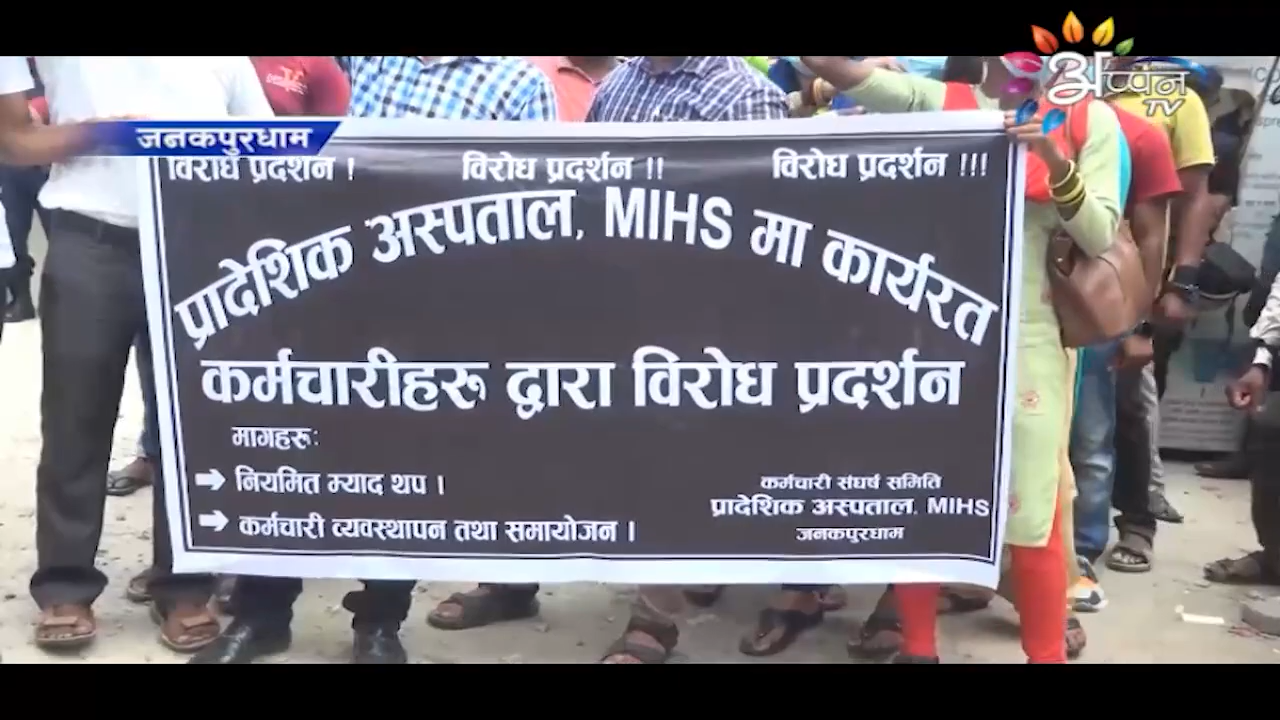 अप्पन
TV
जनकपुरधाम
विरोध प्रदर्शन ! विरोध प्रदर्शन !! विरोध प्रदर्शन !!!
प्रादेशिक अस्पताल, MIHS मा कार्यरत
कर्मचारीहरु द्वारा विरोध प्रदर्शन
मागहरुः
➡ नियमित म्याद थप ।
➡ कर्मचारी व्यवस्थापन तथा समायोजन ।
कर्मचारी संघर्ष समिति
प्रादेशिक अस्पताल, MIHS
जनकपुरधाम